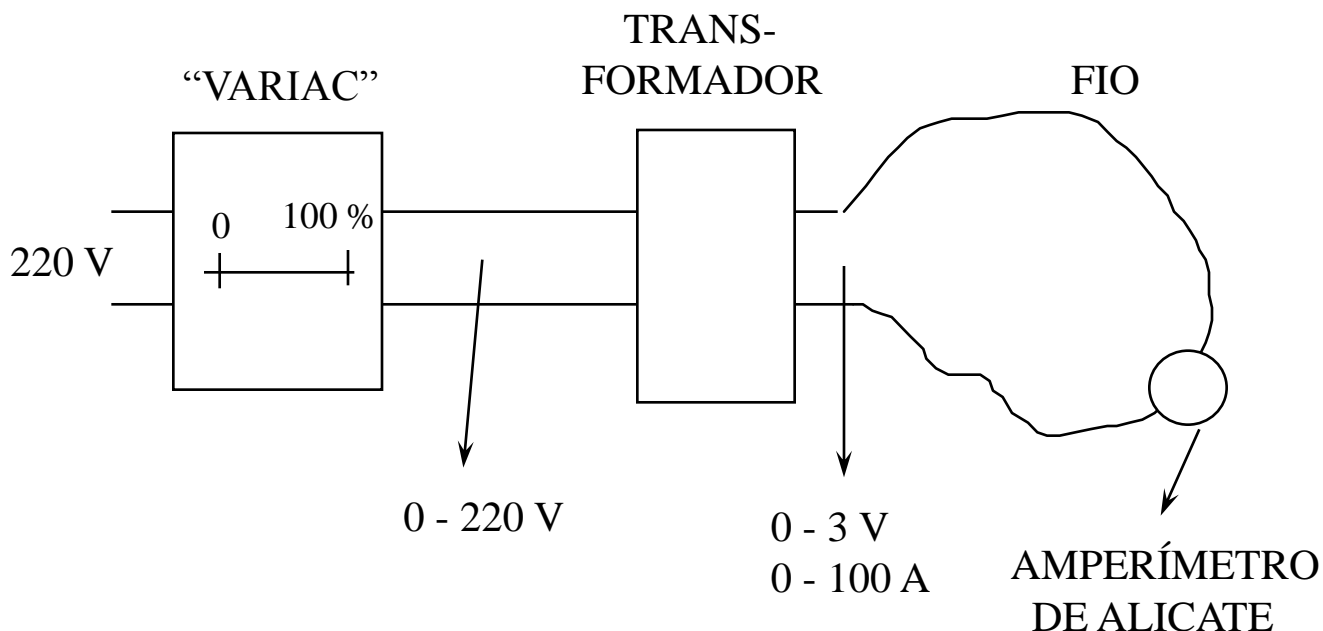 “VARIAC”
TRANS-
FORMADOR
FIO
220 V
0
100 %
0 - 220 V
0 - 3 V
0 - 100 A
AMPERÍMETRO
DE ALICATE